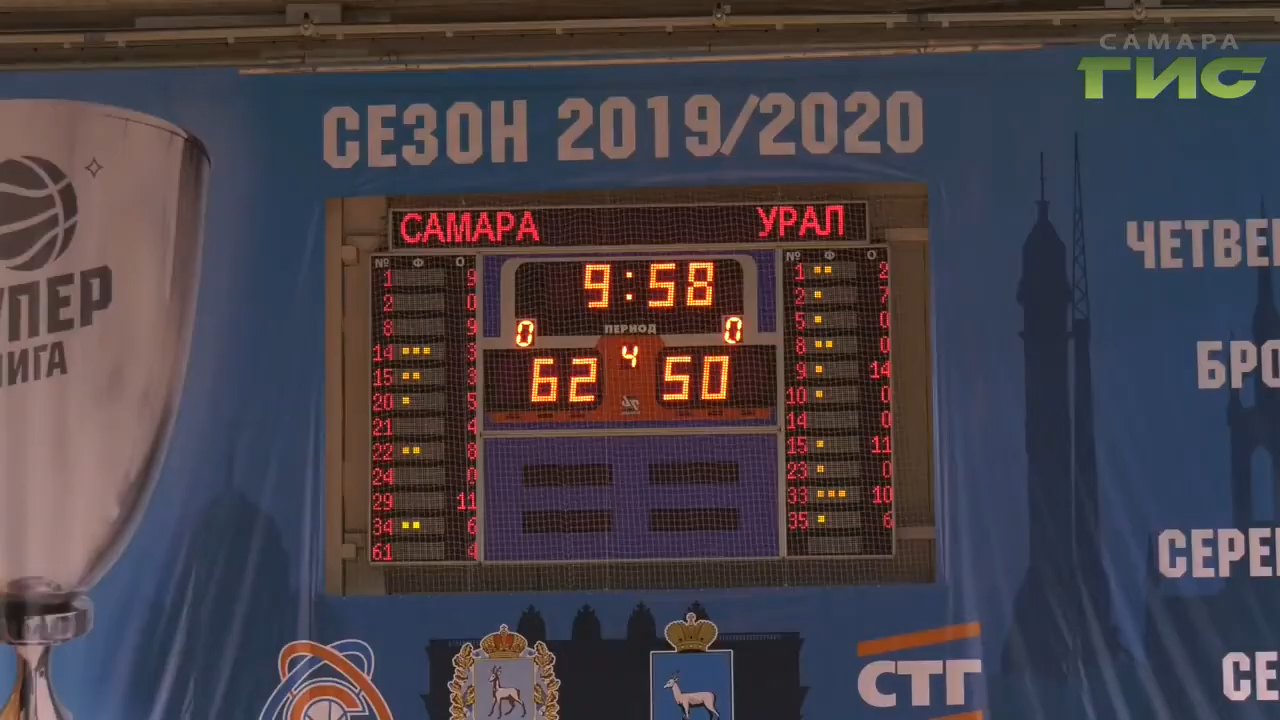 САМАРА
ГИС
СЕЗОН 2019/2020
САМАРА УРАЛ
№ Ф О № Ф О
9:58
0 ПЕРИОД 0
4
62 50
1 9
2 0
8 9
14 3
15 3
20 5
21 4
22 8
24 0
29 11
34 6
61 4
1 2
2 7
5 0
8 0
9 14
10 0
14 0
15 11
23 0
33 10
35 6
УПЕР
ЛИГА
ЧЕТВЕ
БРО
СЕРЕ
СЕ
СТГ